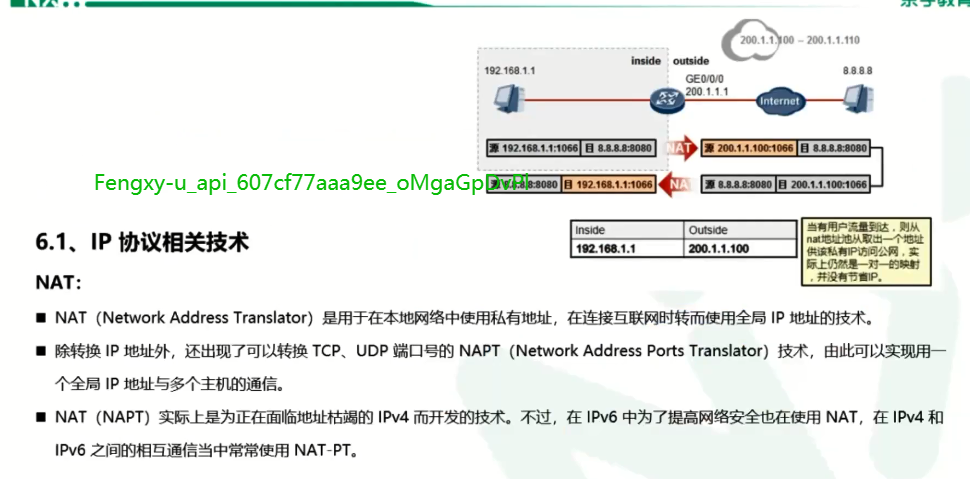 200.1.1.100 – 200.1.1.110
inside outside
192.168.1.1
GE0/0/0
200.1.1.1
8.8.8.8
Internet
源 192.168.1.1:1066 目 8.8.8.8:8080
NAT
源 200.1.1.100:1066 目 8.8.8.8:8080
:8080 目 192.168.1.1:1066
源 8.8.8.8:8080 目 200.1.1.100:1066
Inside Outside
192.168.1.1 200.1.1.100
当有用户流量到达，则从
nat地址池从取出一个地址
供该私有IP访问公网，实
际上仍然是一对一的映射
，并没有节省IP。
6.1、IP 协议相关技术
NAT：
■ NAT（Network Address Translator）是用于在本地网络中使用私有地址，在连接互联网时转而使用全局 IP 地址的技术。
■ 除转换 IP 地址外，还出现了可以转换 TCP、UDP 端口号的 NAPT（Network Address Ports Translator）技术，由此可以实现用一
个全局 IP 地址与多个主机的通信。
■ NAT（NAPT）实际上是为正在面临地址枯竭的 IPv4 而开发的技术。不过，在 IPv6 中为了提高网络安全也在使用 NAT，在 IPv4 和
IPv6 之间的相互通信当中常常使用 NAT-PT。